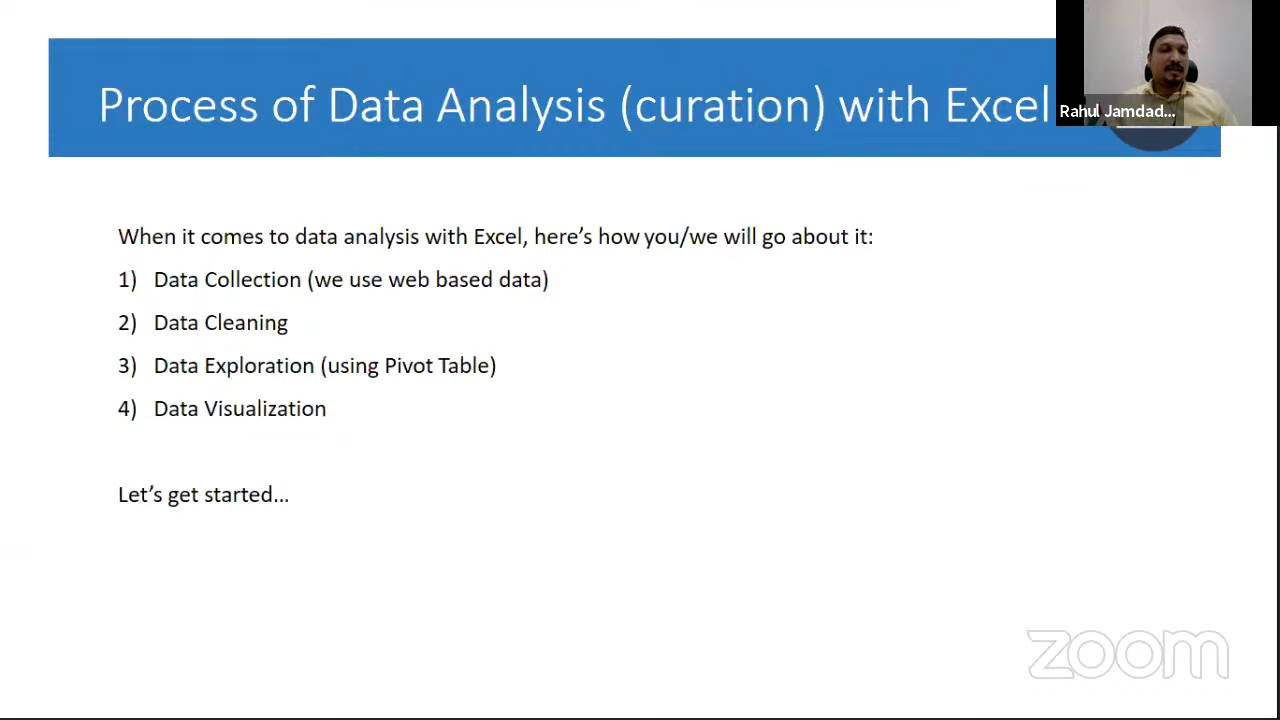 Process of Data Analysis (curation) with Excel
Rahul Jamdad...
When it comes to data analysis with Excel, here's how you/we will go about it:
1) Data Collection (we use web based data)
2) Data Cleaning
3) Data Exploration (using Pivot Table)
4) Data Visualization
Let's get started...
zoom